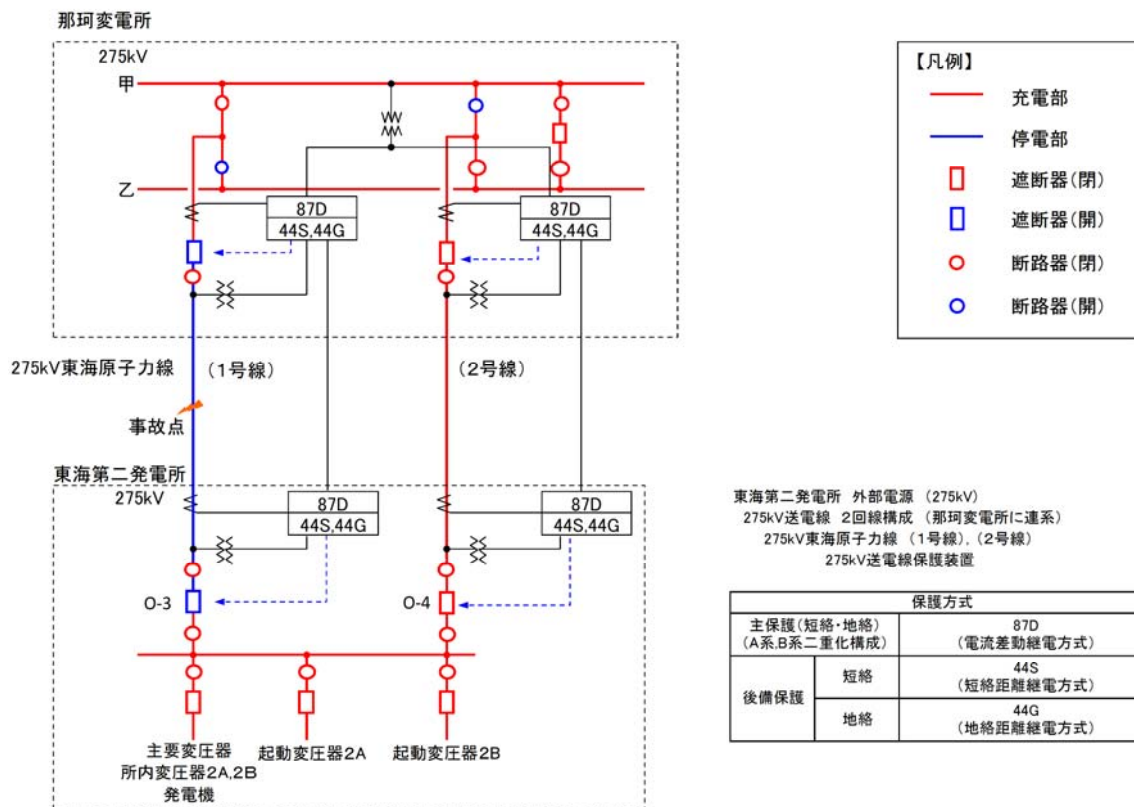 那珂変電所
275kV
甲
乙
87D
44S,44G
87D
44S,44G
275kV東海原子力線 (1号線)
(2号線)
事故点
東海第二発電所
275kV
87D
44S,44G
87D
44S,44G
O-3
O-4
主要変圧器
所内変圧器2A,2B
発電機
起動変圧器2A
起動変圧器2B
【凡例】
充電部
停電部
遮断器(閉)
遮断器(開)
断路器(閉)
断路器(開)
東海第二発電所 外部電源 (275kV)
275kV送電線 2回線構成 (那珂変電所に連系)
275kV東海原子力線 (1号線),(2号線)
275kV送電線保護装置
保護方式
主保護(短絡・地絡)
(A系,B系二重化構成)
87D
(電流差動継電方式)
後備保護
短絡
44S
(短絡距離継電方式)
地絡
44G
(地絡距離継電方式)